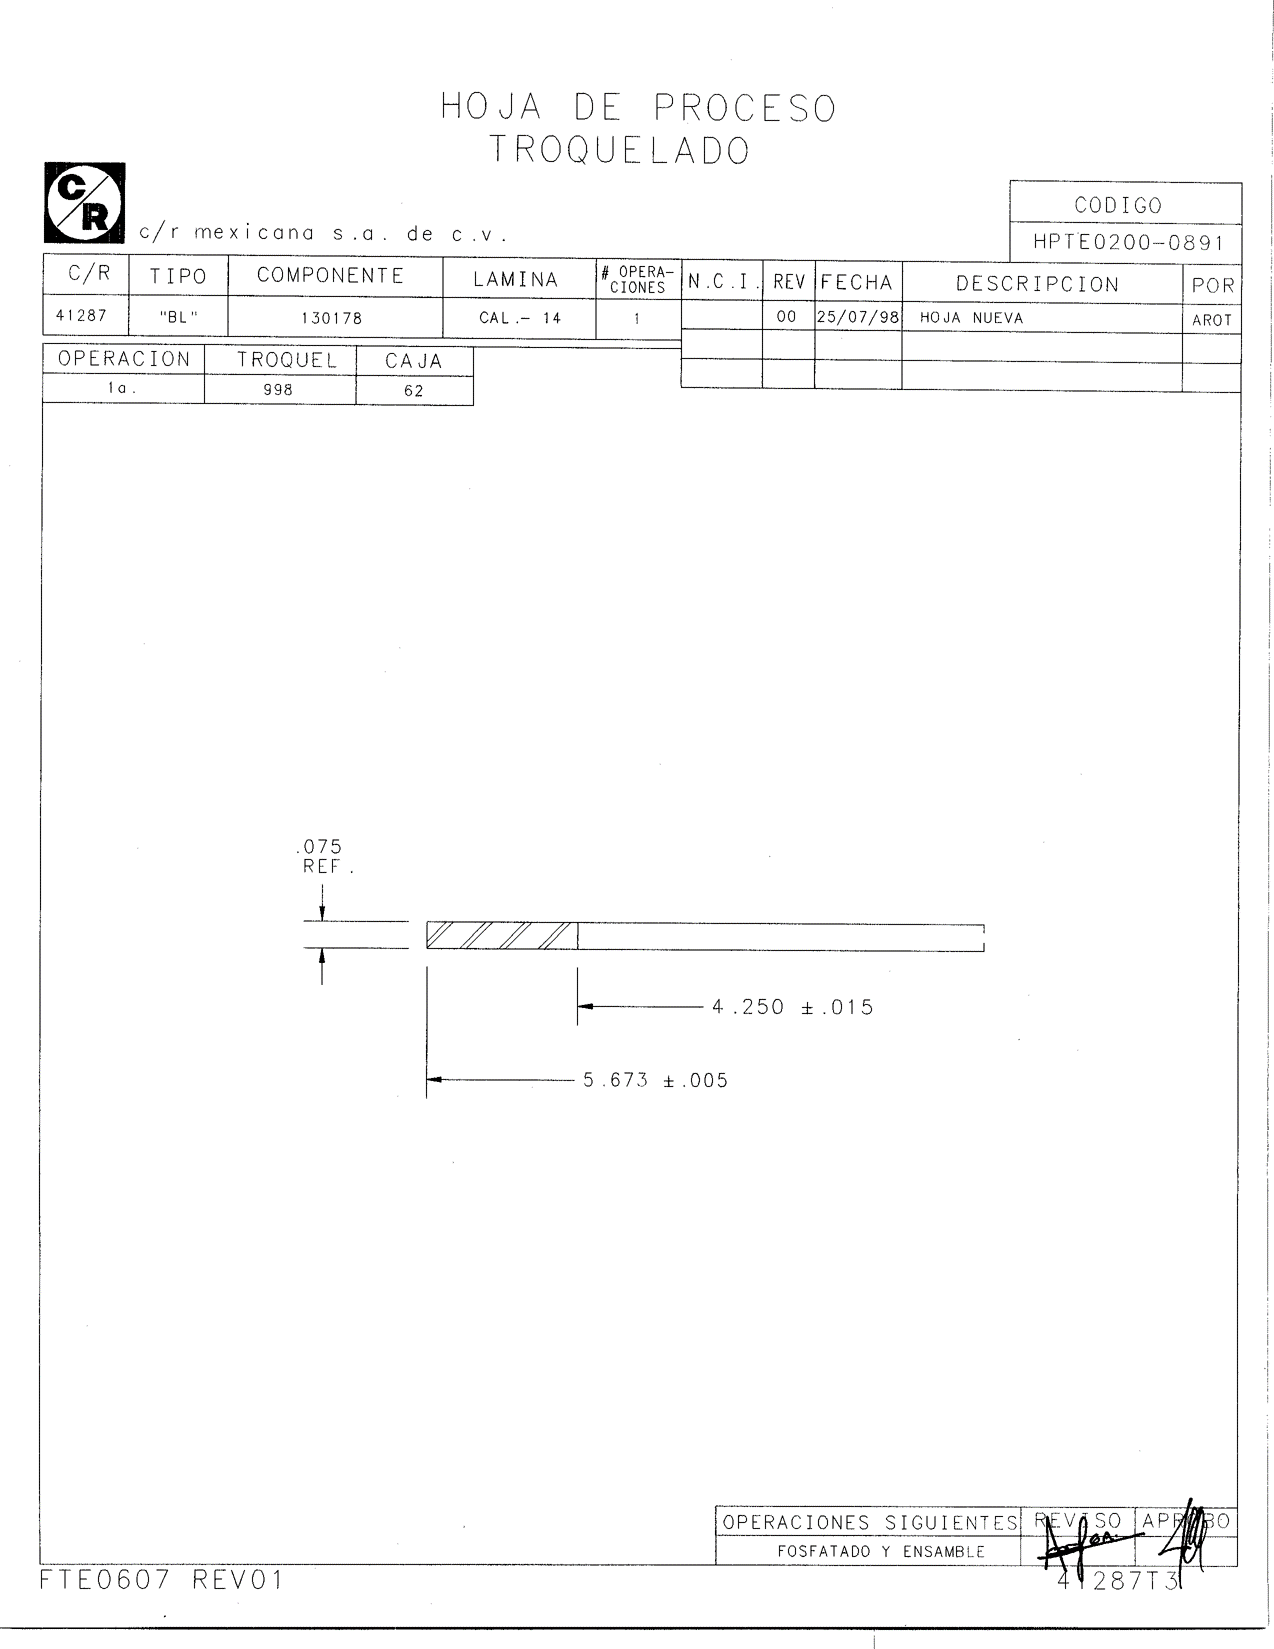 HOJA DE PROCESO
TROQUELADO
C/R
c/r mexicana s.a. de c.v.
CODIGO
HPTE0200-0891
C/R TIPO COMPONENTE LAMINA # OPERA-CIONES N.C.I. REV FECHA DESCRIPCION POR
41287 "BL" 130178 CAL.- 14 1 00 25/07/98 HOJA NUEVA AROT
OPERACION TROQUEL CAJA
1a. 998 62
.075
REF.
4.250 ±.015
5.673 ±.005
OPERACIONES SIGUIENTES REVISO APROBO
FOSFATADO Y ENSAMBLE
FTE0607 REV01
41287T3